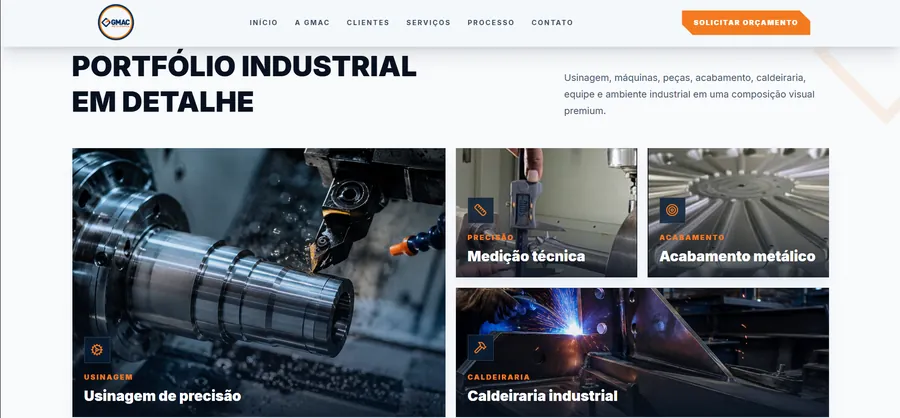 GMAC
INÍCIO
A GMAC
CLIENTES
SERVIÇOS
PROCESSO
CONTATO
SOLICITAR ORÇAMENTO
PORTFÓLIO INDUSTRIAL
EM DETALHE
Usinagem, máquinas, peças, acabamento, caldeiraria,
equipe e ambiente industrial em uma composição visual
premium.
USINAGEM
Usinagem de precisão
PRECISÃO
Medição técnica
ACABAMENTO
Acabamento metálico
CALDEIRARIA
Caldeiraria industrial